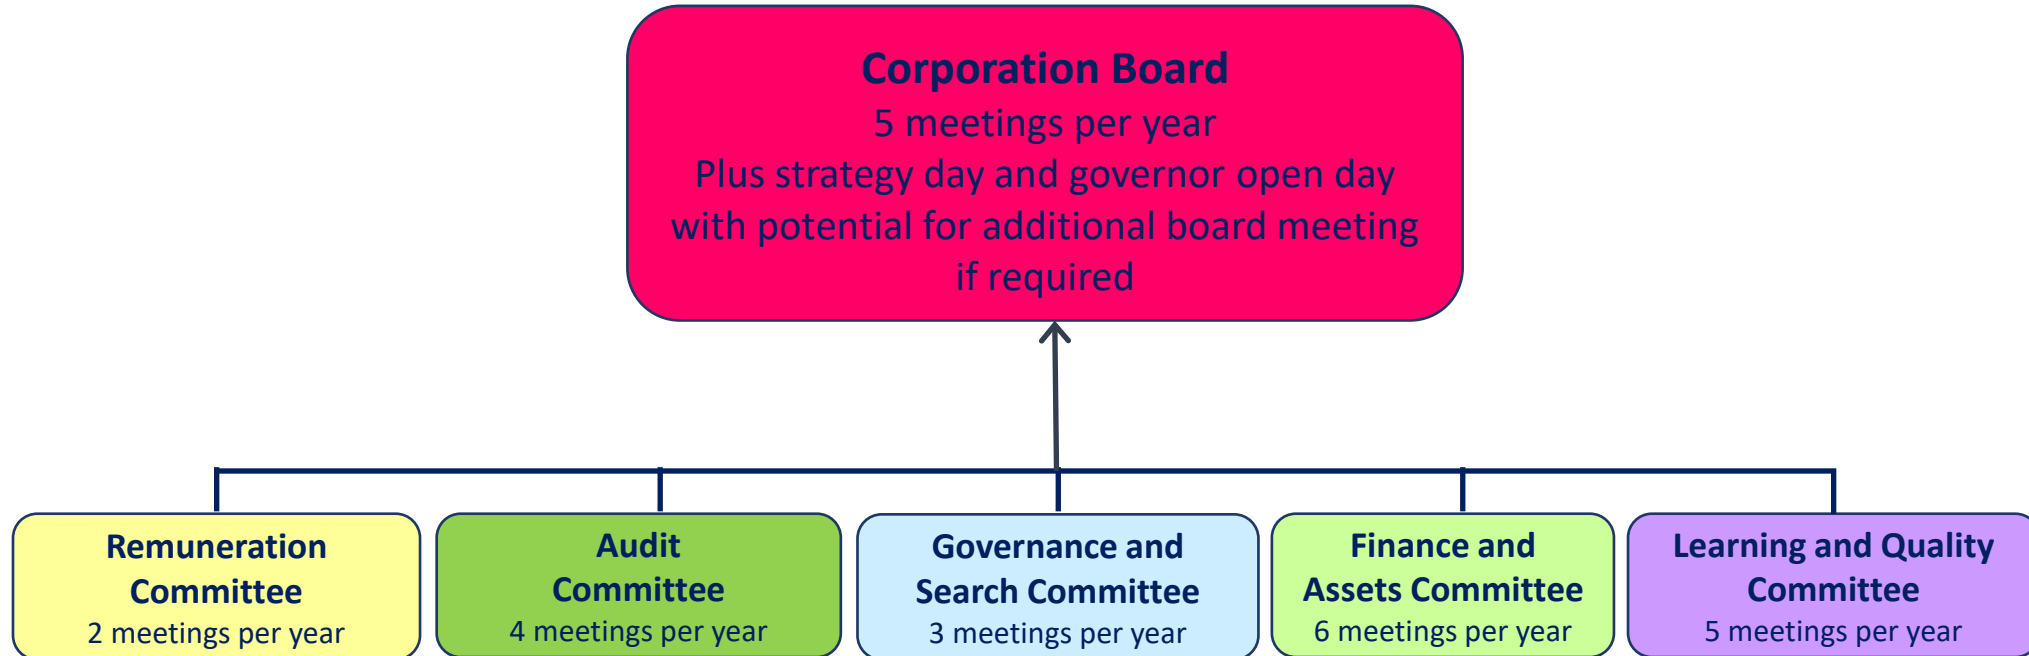 Corporation Board
5 meetings per year
Plus strategy day and governor open day
with potential for additional board meeting
if required
Remuneration
Committee
2 meetings per year
Audit
Committee
4 meetings per year
Governance and
Search Committee
3 meetings per year
Finance and
Assets Committee
6 meetings per year
Learning and Quality
Committee
5 meetings per year